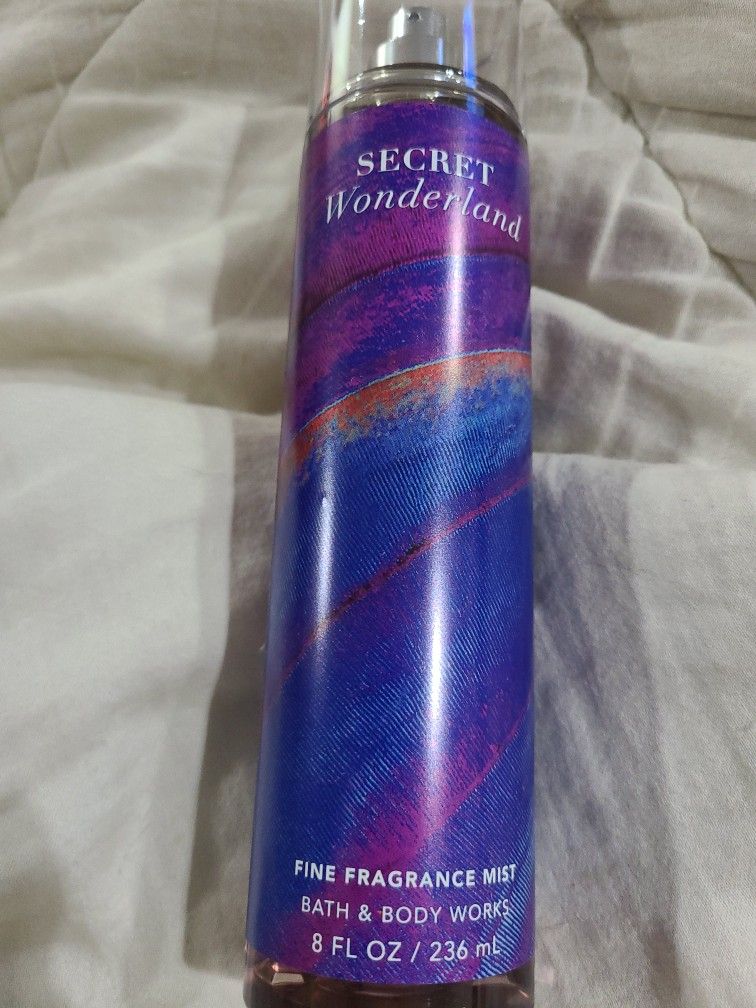 SECRET
Wonderland
FINE FRAGRANCE MIST
BATH & BODY WORKS
8 FL OZ / 236 mL